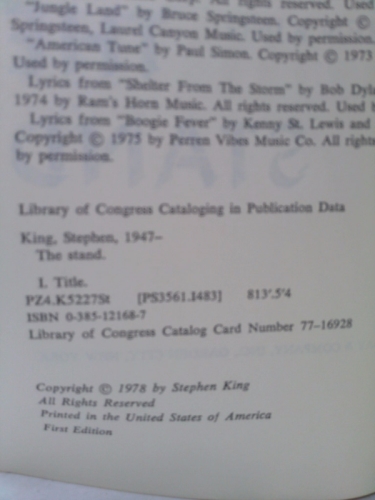 "Jungle Land" by Bruce Springsteen. Copyright ©
Springsteen, Laurel Canyon Music. Used by permission.
"American Tune" by Paul Simon. Copyright © 1973
Used by permission.
Lyrics from "Shelter From The Storm" by Bob Dyl
1974 by Ram's Horn Music. All rights reserved. Used b
Lyrics from "Boogie Fever" by Kenny St. Lewis and
Copyright © 1975 by Perren Vibes Music Co. All rights
by permission.
Library of Congress Cataloging in Publication Data
King, Stephen, 1947–
The stand.
I. Title.
PZ4.K5227St [PS3561.I483] 813'.5'4
ISBN 0-385-12168-7
Library of Congress Catalog Card Number 77-16928
Copyright © 1978 by Stephen King
All Rights Reserved
Printed in the United States of America
First Edition